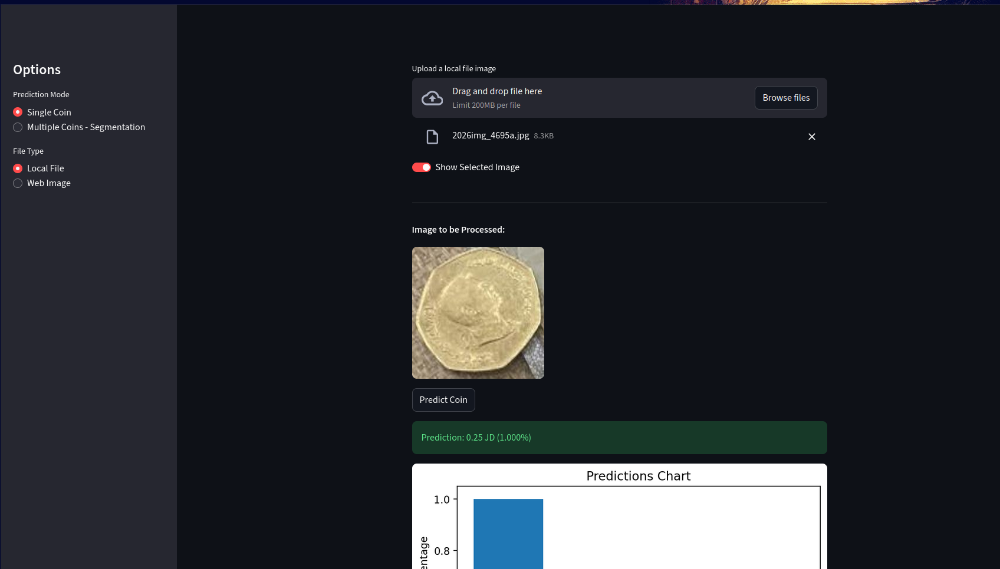 Options
Prediction Mode
Single Coin
Multiple Coins - Segmentation
File Type
Local File
Web Image
Upload a local file image
Drag and drop file here
Limit 200MB per file
Browse files
2026img_4695a.jpg 8.3KB
Show Selected Image
Image to be Processed:
Predict Coin
Prediction: 0.25 JD (1.000%)
Predictions Chart
1.0
0.8